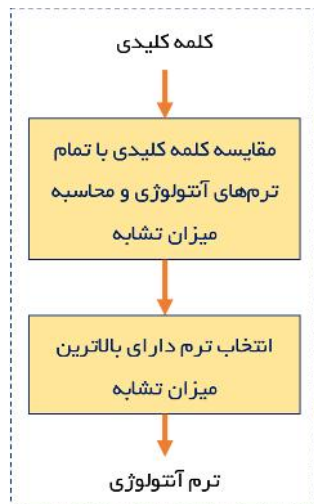 کلمه کلیدی
مقایسه کلمه کلیدی با تمام
ترم‌های آنتولوژی و محاسبه
میزان تشابه
انتخاب ترم دارای بالاترین
میزان تشابه
ترم آنتولوژی